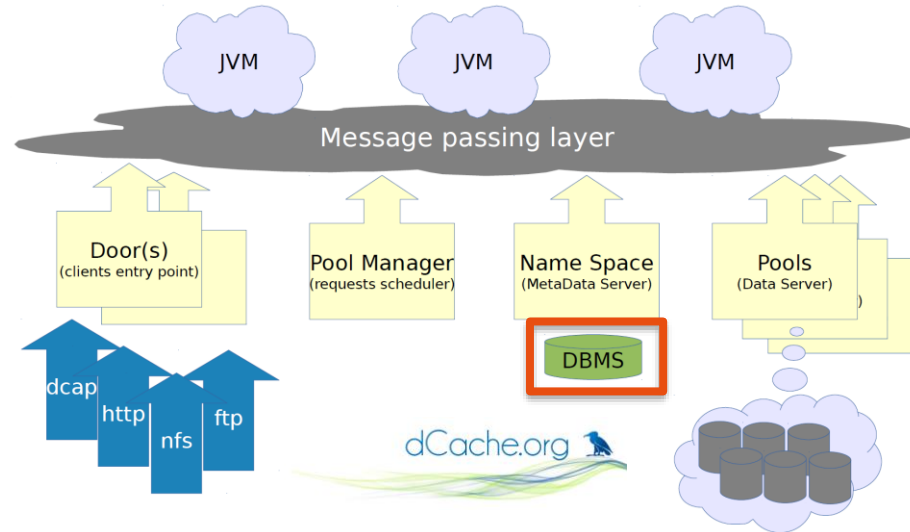 JVM
JVM
JVM
Message passing layer
Door(s)
(clients entry point)
Pool Manager
(requests scheduler)
Name Space
(MetaData Server)
Pools
(Data Server)
DBMS
dcap
http
nfs
ftp
dCache.org